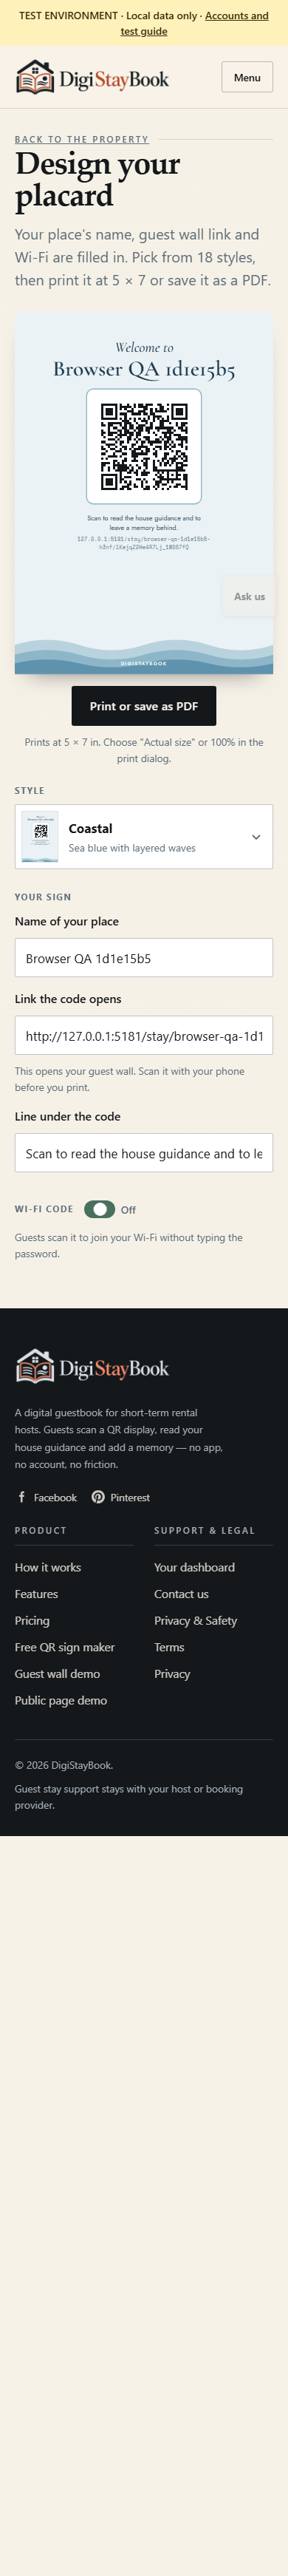 TEST ENVIRONMENT · Local data only · Accounts and
test guide
DigiStayBook
Menu
BACK TO THE PROPERTY
Design your
placard
Your place's name, guest wall link and
Wi-Fi are filled in. Pick from 18 styles,
then print it at 5 × 7 or save it as a PDF.
Welcome to
Browser QA 1d1e15b5
Scan to read the house guidance and to
leave a memory behind.
127.0.0.1:5181/stay/browser-qa-1d1e15b5-
DIGISTAYBOOK
Ask us
Print or save as PDF
Prints at 5 × 7 in. Choose "Actual size" or 100% in the
print dialog.
STYLE
Coastal
Sea blue with layered waves
YOUR SIGN
Name of your place
Browser QA 1d1e15b5
Link the code opens
http://127.0.0.1:5181/stay/browser-qa-1d1
This opens your guest wall. Scan it with your phone
before you print.
Line under the code
Scan to read the house guidance and to le
WI-FI CODE Off
Guests scan it to join your Wi-Fi without typing the
password.
DigiStayBook
A digital guestbook for short-term rental
hosts. Guests scan a QR display, read your
house guidance and add a memory — no app,
no account, no friction.
Facebook Pinterest
PRODUCT
How it works
Features
Pricing
Free QR sign maker
Guest wall demo
Public page demo
SUPPORT & LEGAL
Your dashboard
Contact us
Privacy & Safety
Terms
Privacy
© 2026 DigiStayBook.
Guest stay support stays with your host or booking
provider.